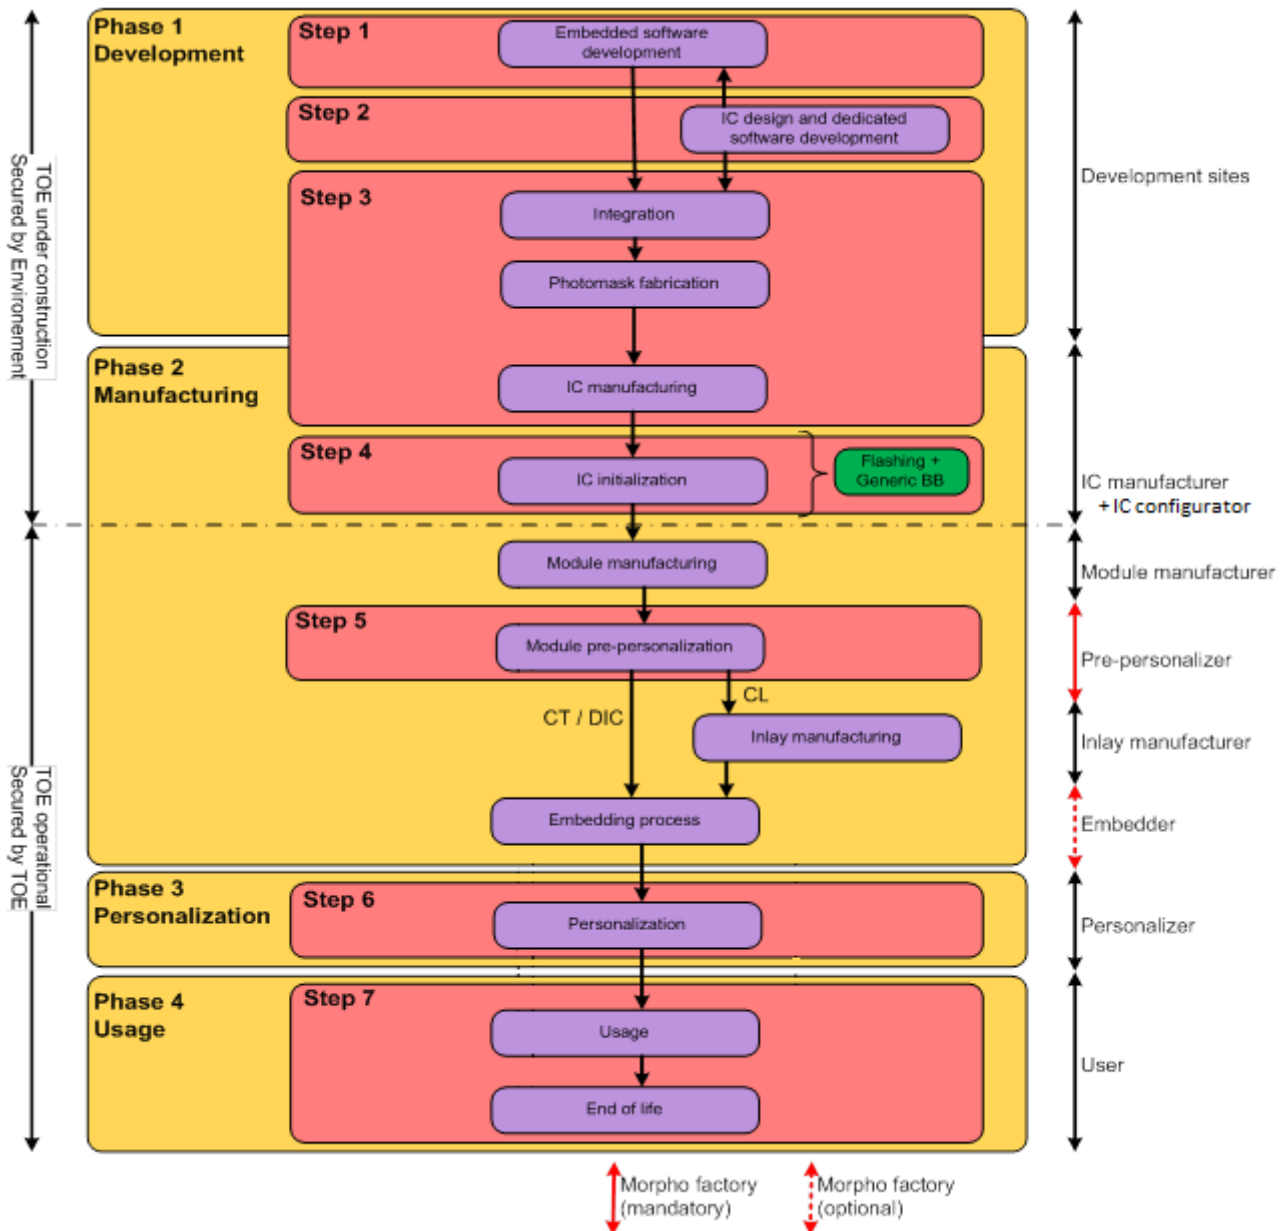 Phase 1
Development
Step 1
Embedded software
development
Step 2
IC design and dedicated
software development
Step 3
Integration
Photomask fabrication
TOE under construction
Secured by Environement
Development sites
Phase 2
Manufacturing
IC manufacturing
Step 4
IC initialization
Flashing +
Generic BB
IC manufacturer
+ IC configurator
Module manufacturing
Module manufacturer
Step 5
Module pre-personalization
Pre-personalizer
CT / DIC
CL
Inlay manufacturing
Inlay manufacturer
TOE operational
Secured by TOE
Embedding process
Embedder
Phase 3
Personalization
Step 6
Personalization
Personalizer
Phase 4
Usage
Step 7
Usage
End of life
User
Morpho factory
(mandatory)
Morpho factory
(optional)